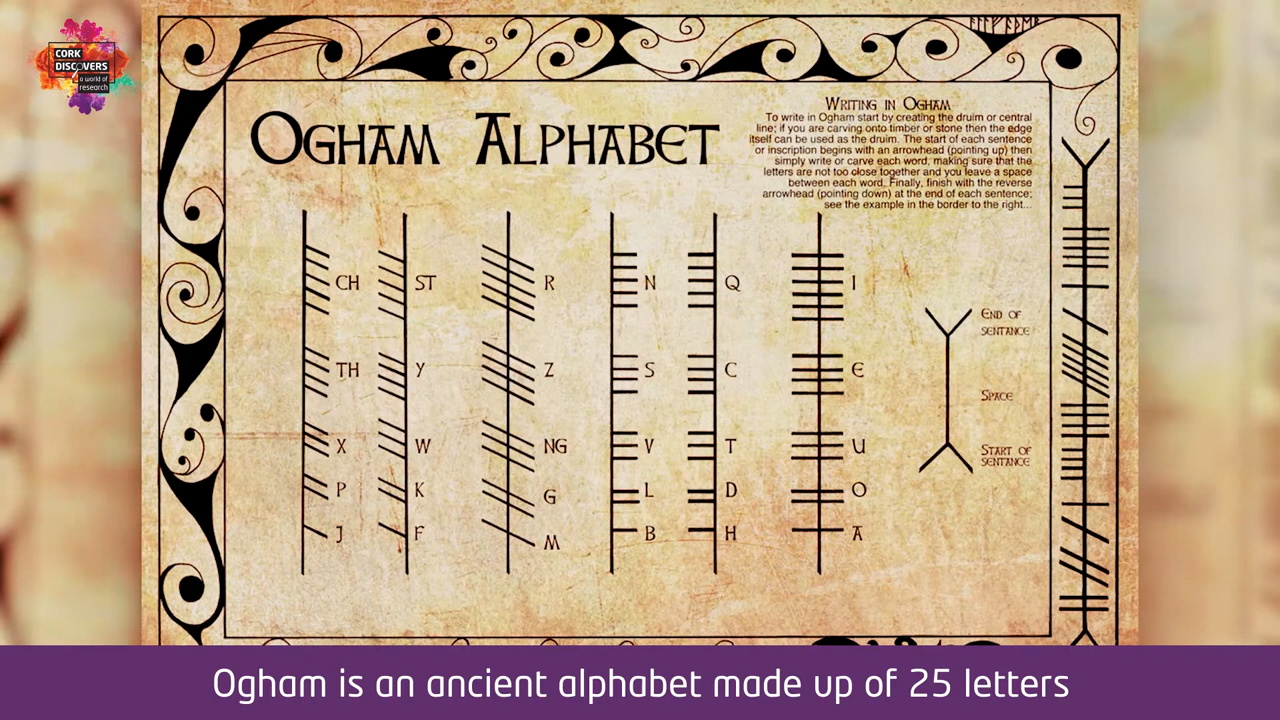 CORK
DISCOVERS
a world of
research
OGHAM ALPHABET
WRITING IN OGHAM
To write in Ogham start by creating the druim or central
line; if you are carving onto timber or stone then the edge
itself can be used as the druim. The start of each sentence
or inscription begins with an arrowhead (pointing up) then
simply write or carve each word, making sure that the
letters are not too close together and you leave a space
between each word. Finally, finish with the reverse
arrowhead (pointing down) at the end of each sentence;
see the example in the border to the right...
CH ST R N Q I
TH Y Z S C E
X W NG V T U
P K G L D O
J F M B H A
END OF
SENTANCE
SPACE
START OF
SENTANCE
Ogham is an ancient alphabet made up of 25 letters